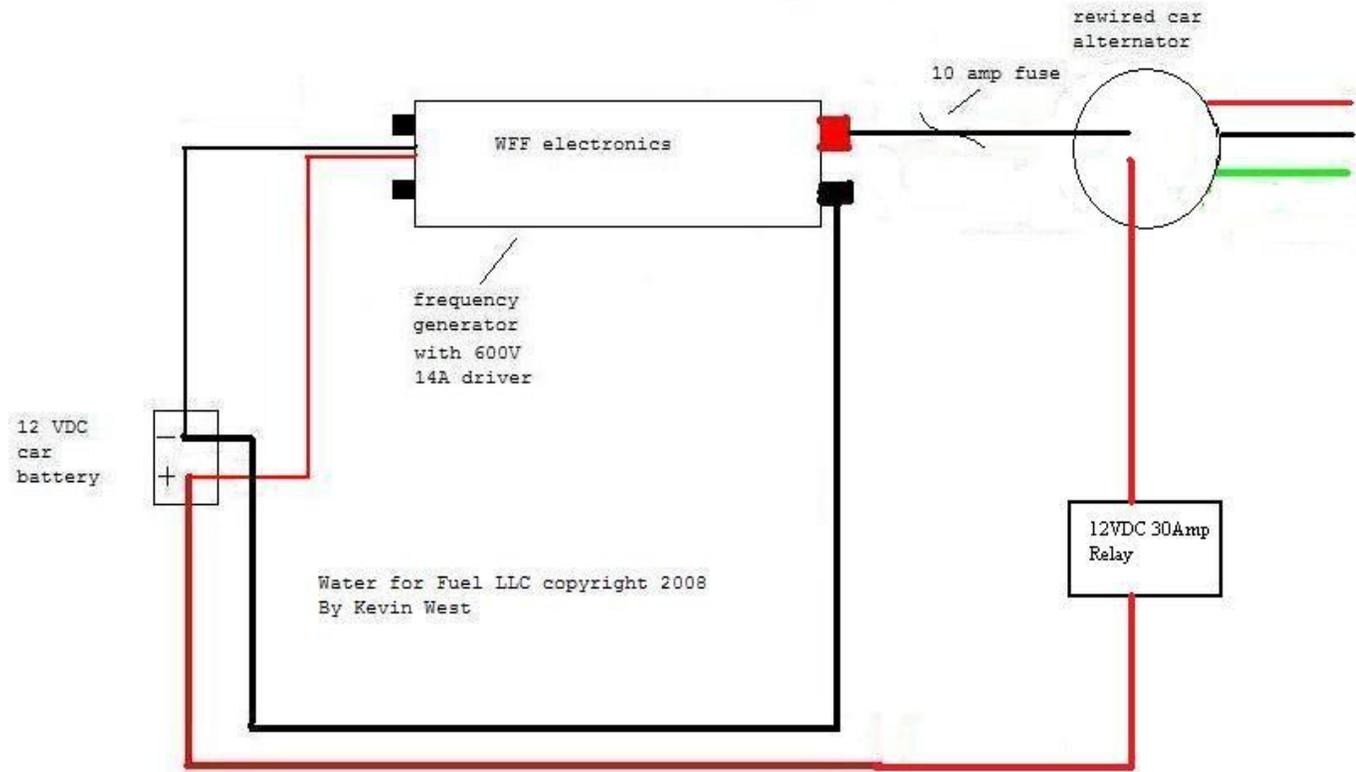 rewired car
alternator
10 amp fuse
WFF electronics
frequency
generator
with 600V
14A driver
12 VDC
car
battery
−
+
12VDC 30Amp
Relay
Water for Fuel LLC copyright 2008
By Kevin West